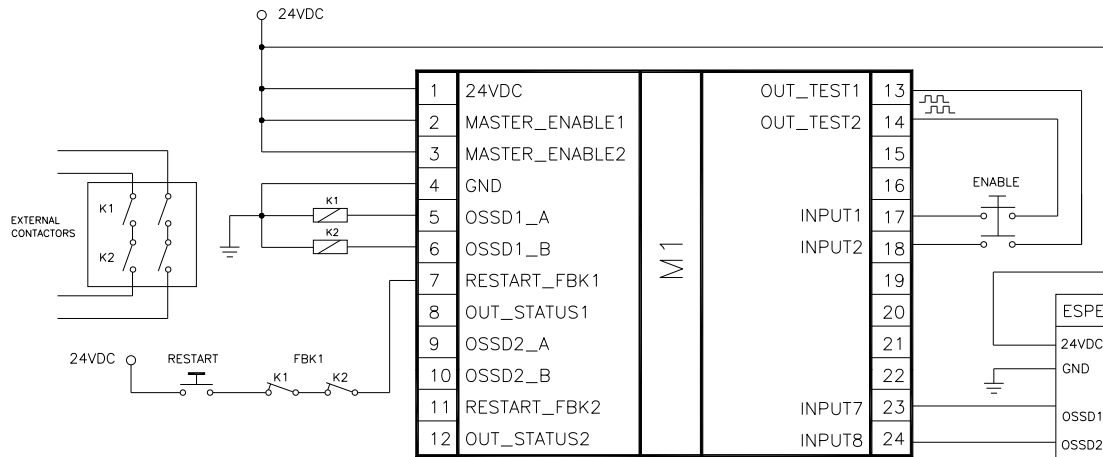 24VDC
1 24VDC
2 MASTER_ENABLE1
3 MASTER_ENABLE2
4 GND
5 OSSD1_A
6 OSSD1_B
7 RESTART_FBK1
8 OUT_STATUS1
9 OSSD2_A
10 OSSD2_B
11 RESTART_FBK2
12 OUT_STATUS2
M1
OUT_TEST1 13
OUT_TEST2 14
15
16
INPUT1 17
INPUT2 18
19
20
21
22
INPUT7 23
INPUT8 24
K1
K2
EXTERNAL
CONTACTORS
K1
K2
24VDC
RESTART
FBK1
K1
K2
ENABLE
ESPE
24VDC
GND
OSSD1
OSSD2